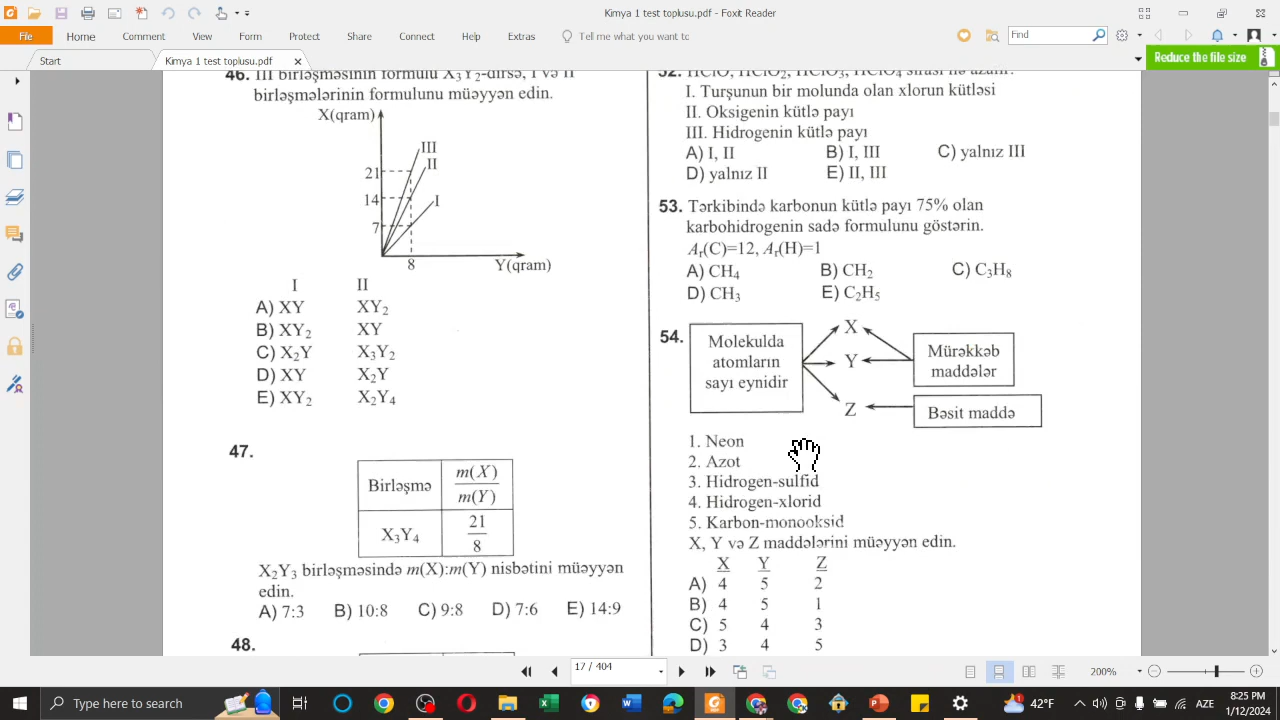 Kimya 1 test toplusu.pdf - Foxit Reader
File Home Comment View Form Protect Share Connect Help Extras Tell me what you want to Find
Start Kimya 1 test toplusu.pdf Reduce the file size
46. III birləşməsinin formulu X₃Y₂-dirsə, I və II
birləşmələrinin formulunu müəyyən edin.
X(qram)
III
II
21
14
I
7
8 Y(qram)
I II
A) XY XY₂
B) XY₂ XY
C) X₂Y X₃Y₂
D) XY X₂Y
E) XY₂ X₂Y₄
47.
Birləşmə m(X)/m(Y)
X₃Y₄ 21/8
X₂Y₃ birləşməsində m(X):m(Y) nisbətini müəyyən
edin.
A) 7:3 B) 10:8 C) 9:8 D) 7:6 E) 14:9
48.
52. HClO, HClO₂, HClO₃, HClO₄ sırası nə azalır?
I. Turşunun bir molunda olan xlorun kütləsi
II. Oksigenin kütlə payı
III. Hidrogenin kütlə payı
A) I, II B) I, III C) yalnız III
D) yalnız II E) II, III
53. Tərkibində karbonun kütlə payı 75% olan
karbohidrogenin sadə formulunu göstərin.
Aᵣ(C)=12, Aᵣ(H)=1
A) CH₄ B) CH₂ C) C₃H₈
D) CH₃ E) C₂H₅
54.
Molekulda
atomların
sayı eynidir
X
Y
Z
Mürəkkəb
maddələr
Bəsit maddə
1. Neon
2. Azot
3. Hidrogen-sulfid
4. Hidrogen-xlorid
5. Karbon-monooksid
X, Y və Z maddələrini müəyyən edin.
X Y Z
A) 4 5 2
B) 4 5 1
C) 5 4 3
D) 3 4 5
17 / 404 200%
Type here to search 42°F AZE 8:25 PM
1/12/2024